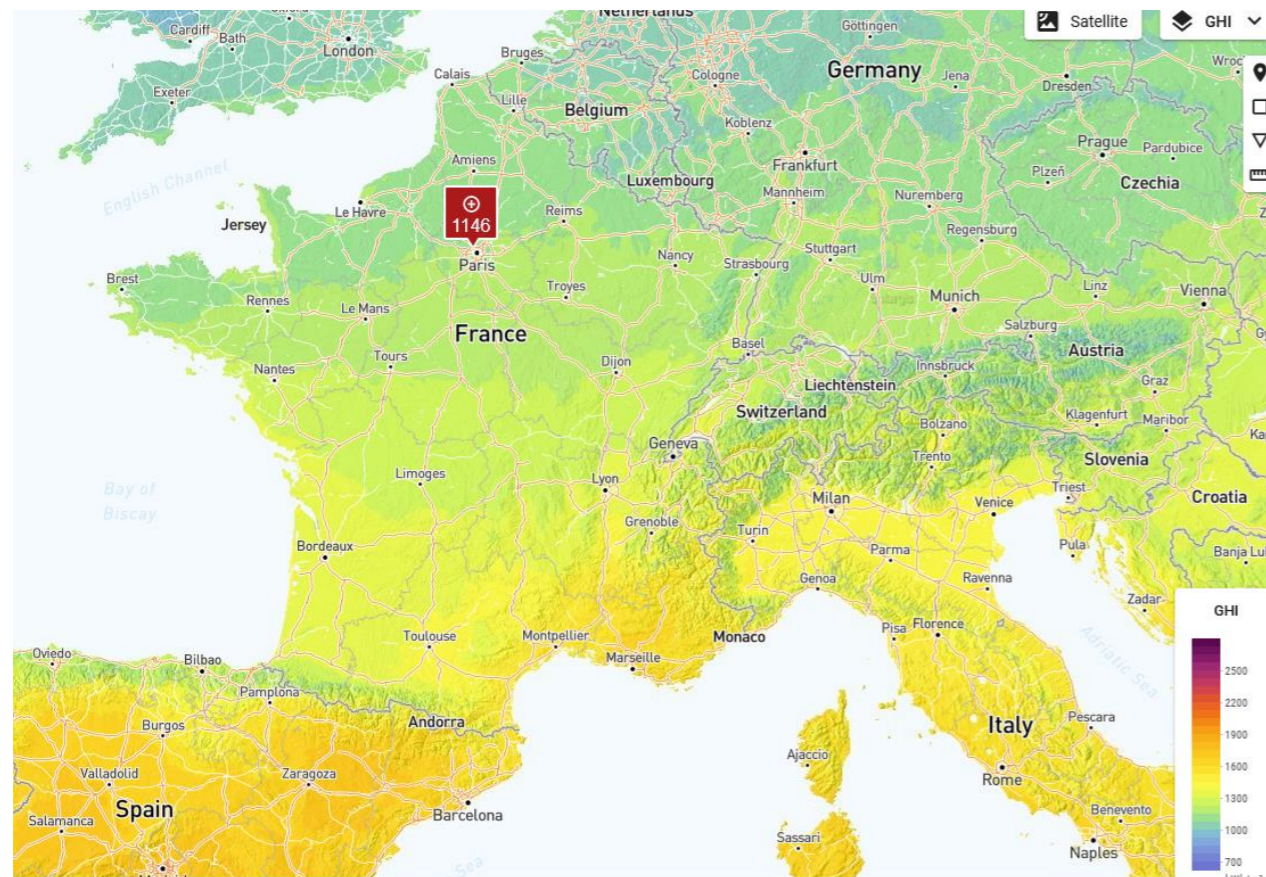 Satellite
GHI
Netherlands
Göttingen
Cardiff
Bath
London
Bruges
Cologne
Germany
Jena
Dresden
Calais
Exeter
Lille
Belgium
Koblenz
Prague
Pardubice
Amiens
Frankfurt
Plzeň
Czechia
English Channel
Luxembourg
Mannheim
Nuremberg
1146
Le Havre
Reims
Jersey
Regensburg
Paris
Nancy
Strasbourg
Stuttgart
Brest
Troyes
Ulm
Linz
Vienna
Rennes
Le Mans
Munich
France
Salzburg
Basel
Austria
Tours
Dijon
Innsbruck
Nantes
Liechtenstein
Graz
Switzerland
Klagenfurt
Maribor
Bolzano
Geneva
Trento
Slovenia
Limoges
Lyon
Bay of
Biscay
Milan
Venice
Triest
Croatia
Grenoble
Turin
Bordeaux
Parma
Pula
Banja Lu
Genoa
Ravenna
Zadar
GHI
Toulouse
Montpellier
Monaco
Pisa
Florence
Oviedo
Bilbao
Marseille
Adriatic Sea
2500
Pamplona
2200
Burgos
Andorra
Italy
Pescara
1900
Ajaccio
Valladolid
Zaragoza
Rome
1600
Spain
Barcelona
1300
Salamanca
Benevento
Sassari
1000
Naples
Sea
700